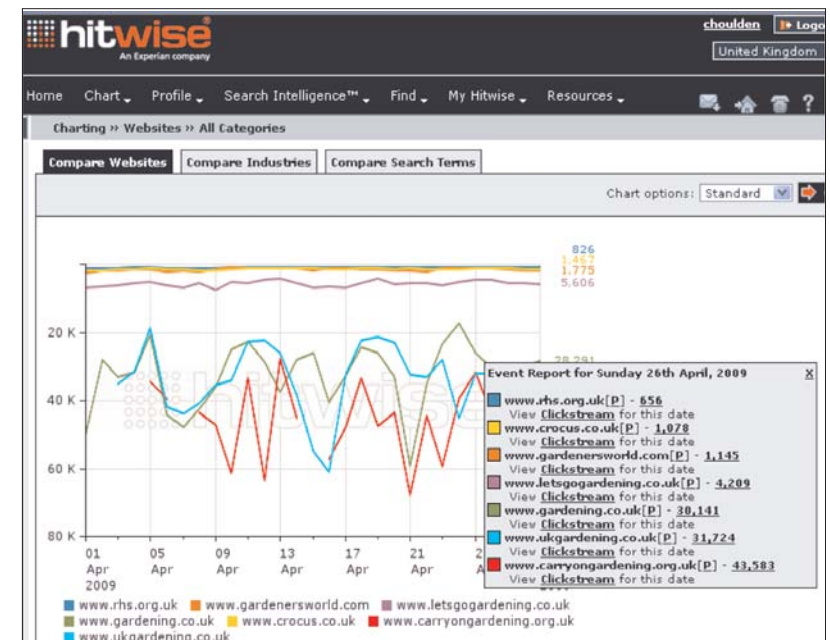 hitwise
An Experian company
choulden Logo
United Kingdom
Home Chart Profile Search Intelligence™ Find My Hitwise Resources ?
Charting » Websites » All Categories
Compare Websites Compare Industries Compare Search Terms
Chart options: Standard
826
1,467
1,775
5,606
20 K
28,291
40 K
60 K
80 K
Event Report for Sunday 26th April, 2009 X
www.rhs.org.uk[P] - 656
View Clickstream for this date
www.crocus.co.uk[P] - 1,078
View Clickstream for this date
www.gardenersworld.com[P] - 1,145
View Clickstream for this date
www.letsgogardening.co.uk[P] - 4,209
View Clickstream for this date
www.gardening.co.uk[P] - 30,141
View Clickstream for this date
www.ukgardening.co.uk[P] - 31,724
View Clickstream for this date
www.carryongardening.org.uk[P] - 43,583
View Clickstream for this date
hitwise
01 05 09 13 17 21 2
Apr Apr Apr Apr Apr Apr A
2009
www.rhs.org.uk www.gardenersworld.com www.letsgogardening.co.uk
www.gardening.co.uk www.crocus.co.uk www.carryongardening.org.uk
www.ukgardening.co.uk